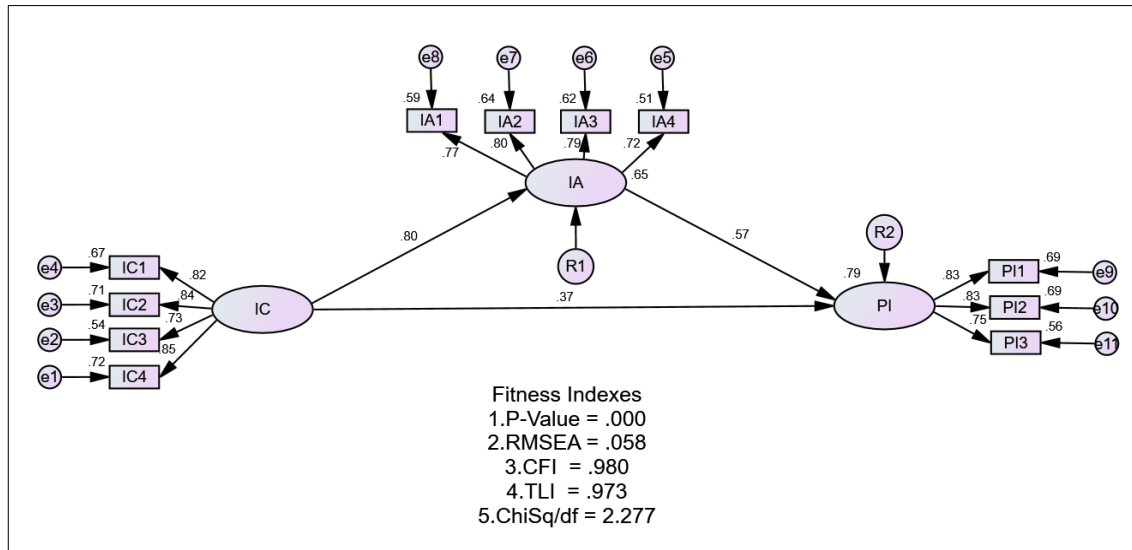 e8 e7 e6 e5
.59 .64 .62 .51
IA1 IA2 IA3 IA4
.77 .80 .79 .72
IA .65
.80 R1 .57
R2
e4 .67 IC1 .82
e3 .71 IC2 .84
e2 .54 IC3 .73
e1 .72 IC4 .85
IC
.37
.79 PI
.83 PI1 .69 e9
.83 PI2 .69 e10
.75 PI3 .56 e11
Fitness Indexes
1.P-Value = .000
2.RMSEA = .058
3.CFI = .980
4.TLI = .973
5.ChiSq/df = 2.277